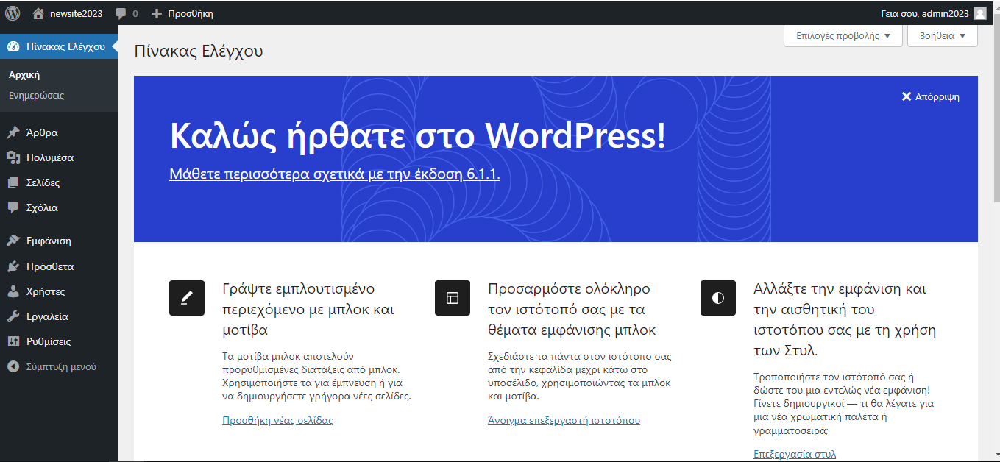 newsite2023
0
Προσθήκη
Γεια σου, admin2023
Πίνακας Ελέγχου
Αρχική
Ενημερώσεις
Άρθρα
Πολυμέσα
Σελίδες
Σχόλια
Εμφάνιση
Πρόσθετα
Χρήστες
Εργαλεία
Ρυθμίσεις
Σύμπτυξη μενού
Επιλογές προβολής
Βοήθεια
Πίνακας Ελέγχου
Απόρριψη
Καλώς ήρθατε στο WordPress!
Μάθετε περισσότερα σχετικά με την έκδοση 6.1.1.
Γράψτε εμπλουτισμένο
περιεχόμενο με μπλοκ και
μοτίβα
Τα μοτίβα μπλοκ αποτελούν
προρυθμισμένες διατάξεις από μπλοκ.
Χρησιμοποιήστε τα για έμπνευση ή για
να δημιουργήσετε γρήγορα νέες σελίδες.
Προσθήκη νέας σελίδας
Προσαρμόστε ολόκληρο
τον ιστότοπό σας με τα
θέματα εμφάνισης μπλοκ
Σχεδιάστε τα πάντα στον ιστότοπο σας
από την κεφαλίδα μέχρι κάτω στο
υποσέλιδο, χρησιμοποιώντας τα μπλοκ
και μοτίβα.
Άνοιγμα επεξεργαστή ιστοτόπου
Αλλάξτε την εμφάνιση και
την αισθητική του
ιστοτόπου σας με τη χρήση
των Στυλ.
Τροποποιήστε τον ιστότοπό σας ή
δώστε του μια εντελώς νέα εμφάνιση!
Γίνετε δημιουργικοί — τι θα λέγατε για
μια νέα χρωματική παλέτα ή
γραμματοσειρά;
Επεξεργασία στυλ